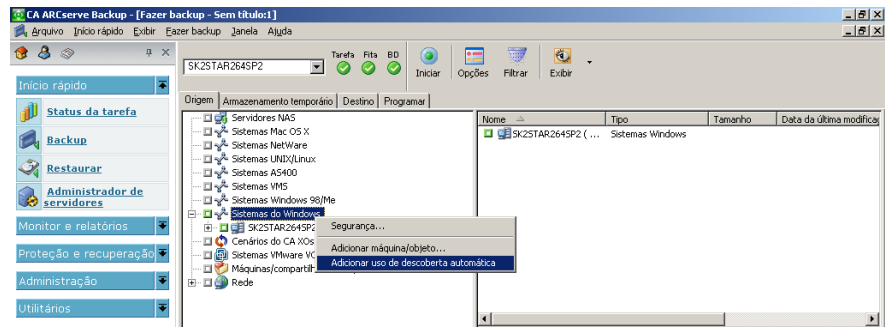 CA ARCserve Backup - [Fazer backup - Sem título:1]
Arquivo Início rápido Exibir Fazer backup Janela Ajuda
SK2STAR264SP2
Tarefa Fita BD
Iniciar Opções Filtrar Exibir
Início rápido
Status da tarefa
Backup
Restaurar
Administrador de servidores
Monitor e relatórios
Proteção e recuperação
Administração
Utilitários
Origem Armazenamento temporário Destino Programar
Servidores NAS
Sistemas Mac OS X
Sistemas NetWare
Sistemas UNIX/Linux
Sistemas AS400
Sistemas VMS
Sistemas Windows 98/Me
Sistemas do Windows
SK2STAR264SP2
Cenários do CA XOs
Sistemas VMware VC
Máquinas/compartil
Rede
Segurança...
Adicionar máquina/objeto...
Adicionar uso de descoberta automática
Nome Tipo Tamanho Data da última modificaç
SK2STAR264SP2 ( ... Sistemas Windows